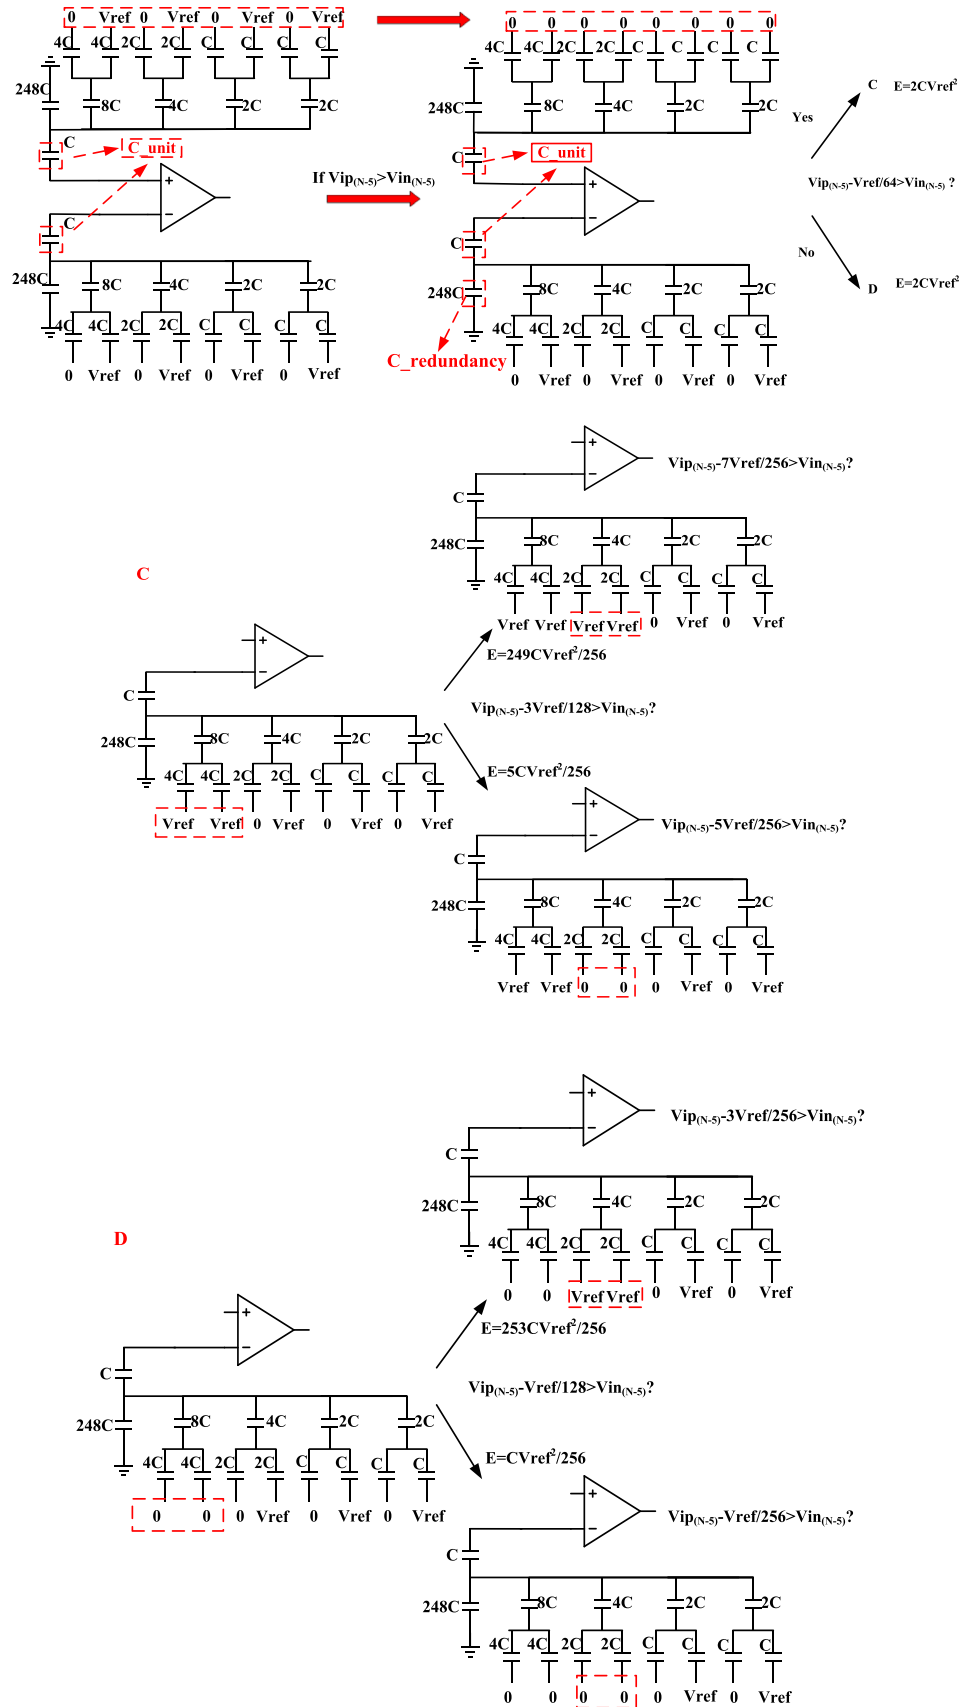 0 Vref 0 Vref 0 Vref 0 Vref
0 0 0 0 0 0 0 0
4C 4C 2C 2C C C C C
4C 4C 2C 2C C C C C
248C 8C 4C 2C 2C
248C 8C 4C 2C 2C
Yes
C E=2CVref²
C
C_unit
C
C_unit
+
−
If Vip(N-5)>Vin(N-5)
+
−
Vip(N-5)-Vref/64>Vin(N-5) ?
C
C
No
D E=2CVref²
248C 8C 4C 2C 2C
248C 8C 4C 2C 2C
4C 4C 2C 2C C C C C
4C 4C 2C 2C C C C C
0 Vref 0 Vref 0 Vref 0 Vref
0 Vref 0 Vref 0 Vref 0 Vref
C_redundancy
+
−
Vip(N-5)-7Vref/256>Vin(N-5)?
C
248C 8C 4C 2C 2C
4C 4C 2C 2C C C C C
Vref Vref Vref Vref 0 Vref 0 Vref
C
+
−
E=249CVref²/256
C
Vip(N-5)-3Vref/128>Vin(N-5)?
248C 8C 4C 2C 2C
4C 4C 2C 2C C C C C
Vref Vref 0 Vref 0 Vref 0 Vref
E=5CVref²/256
+
−
Vip(N-5)-5Vref/256>Vin(N-5)?
C
248C 8C 4C 2C 2C
4C 4C 2C 2C C C C C
Vref Vref 0 0 0 Vref 0 Vref
+
−
Vip(N-5)-3Vref/256>Vin(N-5)?
C
248C 8C 4C 2C 2C
4C 4C 2C 2C C C C C
0 0 Vref Vref 0 Vref 0 Vref
D
+
−
E=253CVref²/256
C
Vip(N-5)-Vref/128>Vin(N-5)?
248C 8C 4C 2C 2C
4C 4C 2C 2C C C C C
0 0 0 Vref 0 Vref 0 Vref
E=CVref²/256
+
−
Vip(N-5)-Vref/256>Vin(N-5)?
C
248C 8C 4C 2C 2C
4C 4C 2C 2C C C C C
0 0 0 0 0 Vref 0 Vref